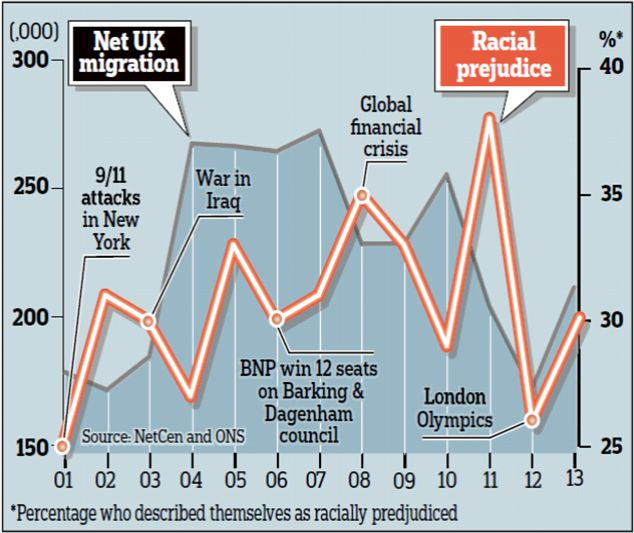 (,000)
Net UK
migration
Racial
prejudice
%*
300
250
200
150
40
35
30
25
9/11
attacks
in New
York
War in
Iraq
Global
financial
crisis
BNP win 12 seats
on Barking &
Dagenham
council
London
Olympics
Source: NetCen and ONS
01 02 03 04 05 06 07 08 09 10 11 12 13
*Percentage who described themselves as racially predjudiced